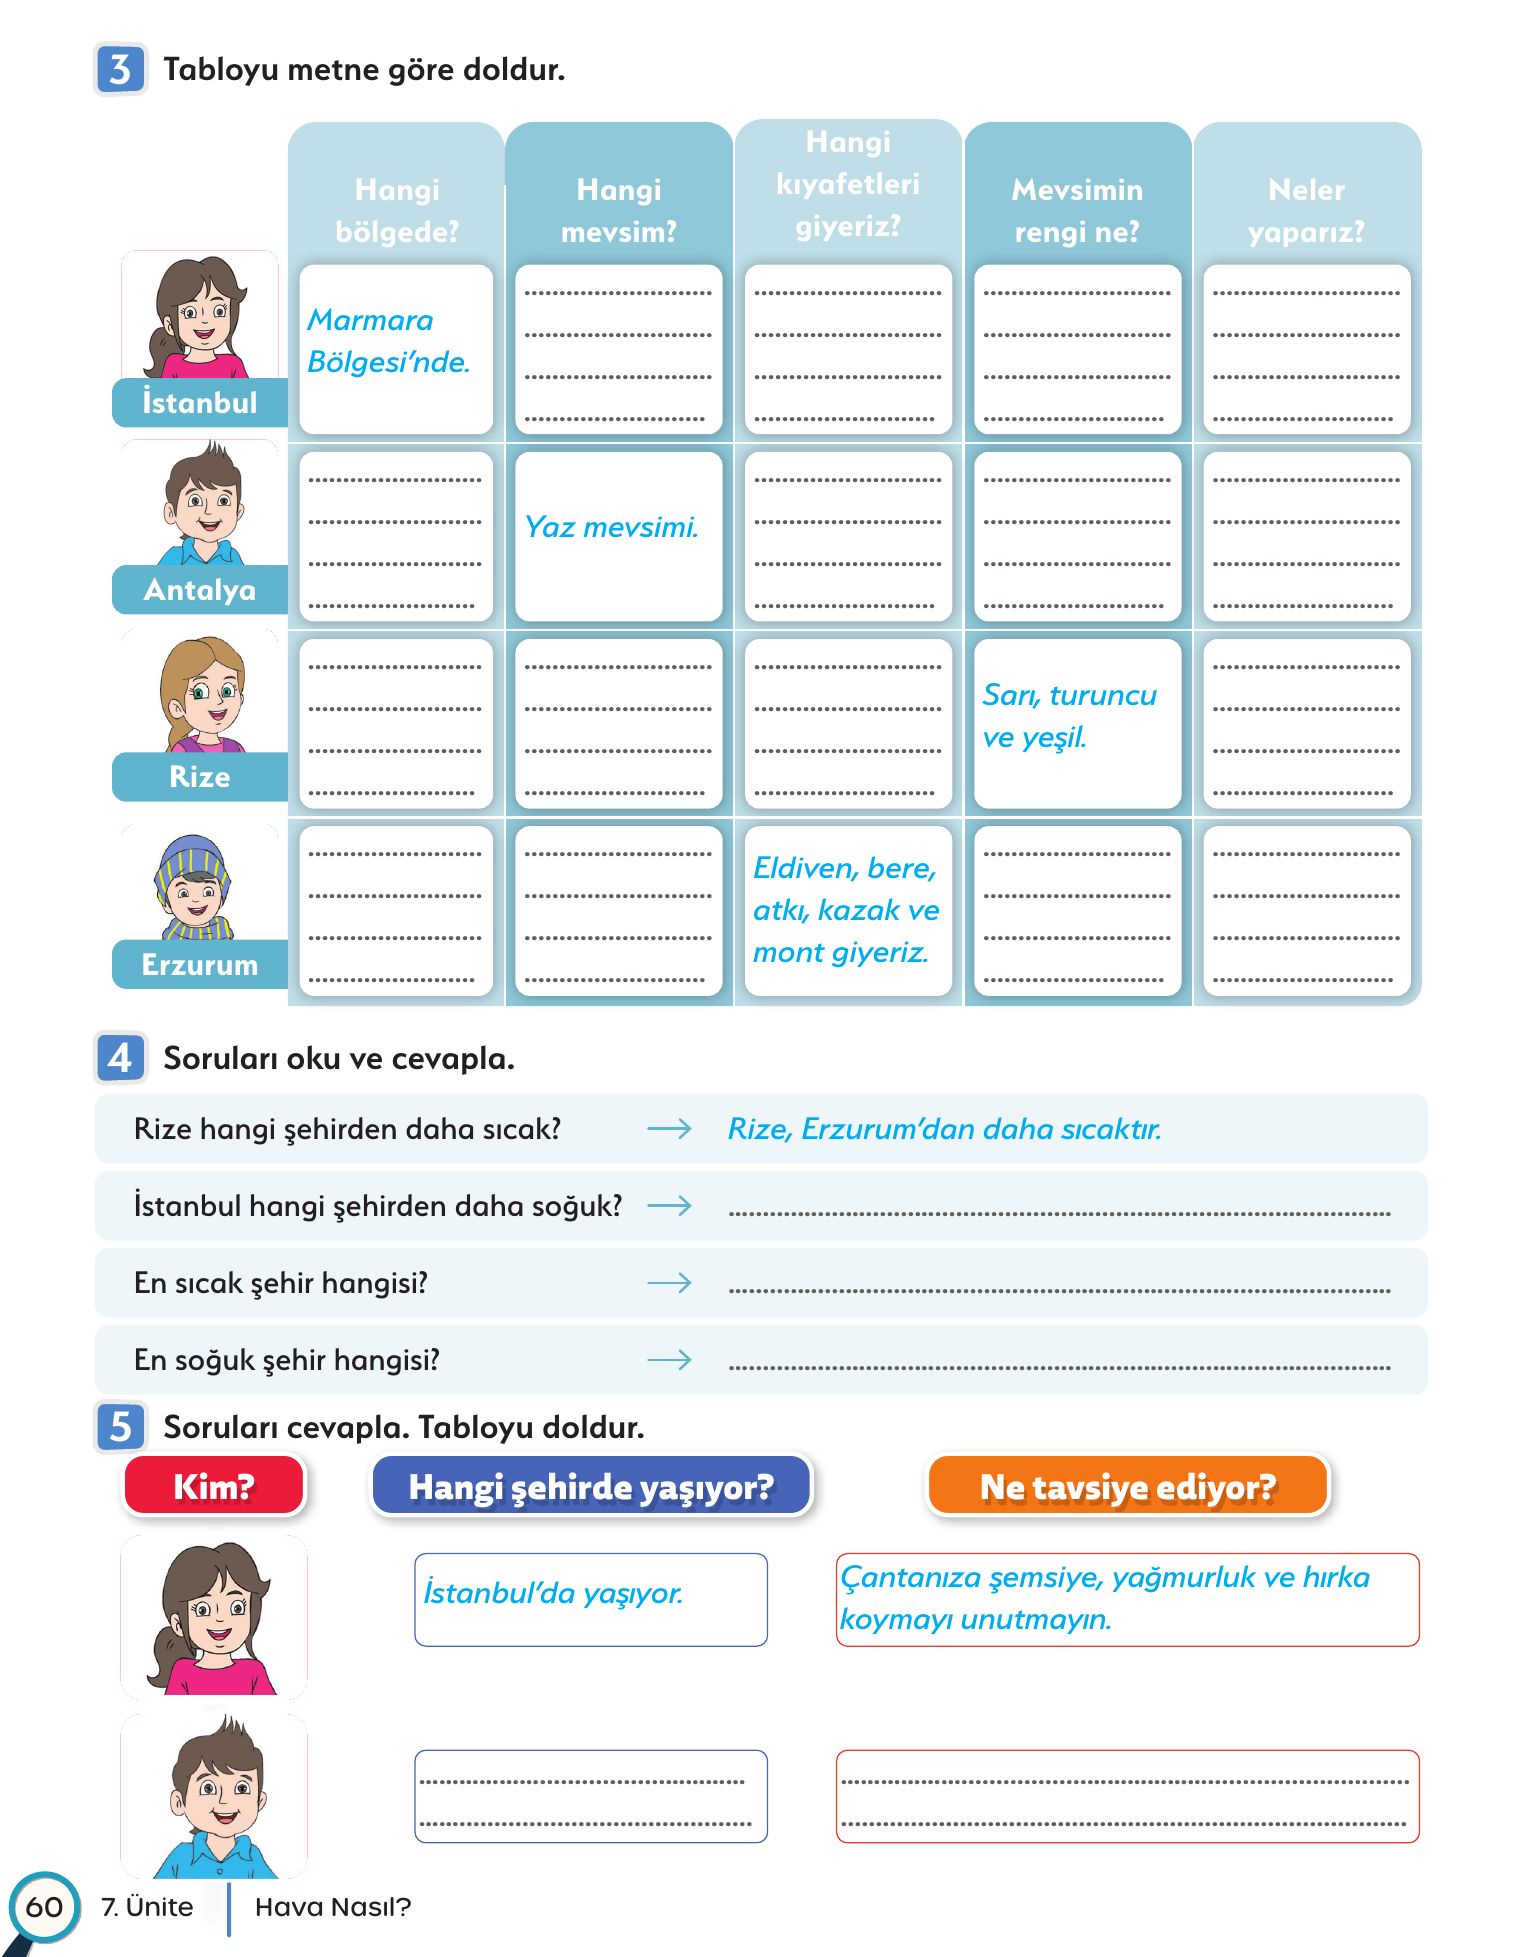 3 Tabloyu metne göre doldur.
Hangi bölgede?
Hangi mevsim?
Hangi kıyafetleri giyeriz?
Mevsimin rengi ne?
Neler yaparız?
İstanbul
Marmara
Bölgesi’nde.
Antalya
Yaz mevsimi.
Rize
Sarı, turuncu
ve yeşil.
Erzurum
Eldiven, bere,
atkı, kazak ve
mont giyeriz.
4 Soruları oku ve cevapla.
Rize hangi şehirden daha sıcak? → Rize, Erzurum’dan daha sıcaktır.
İstanbul hangi şehirden daha soğuk? →
En sıcak şehir hangisi? →
En soğuk şehir hangisi? →
5 Soruları cevapla. Tabloyu doldur.
Kim? Hangi şehirde yaşıyor? Ne tavsiye ediyor?
İstanbul’da yaşıyor.
Çantanıza şemsiye, yağmurluk ve hırka
koymayı unutmayın.
60 7. Ünite Hava Nasıl?